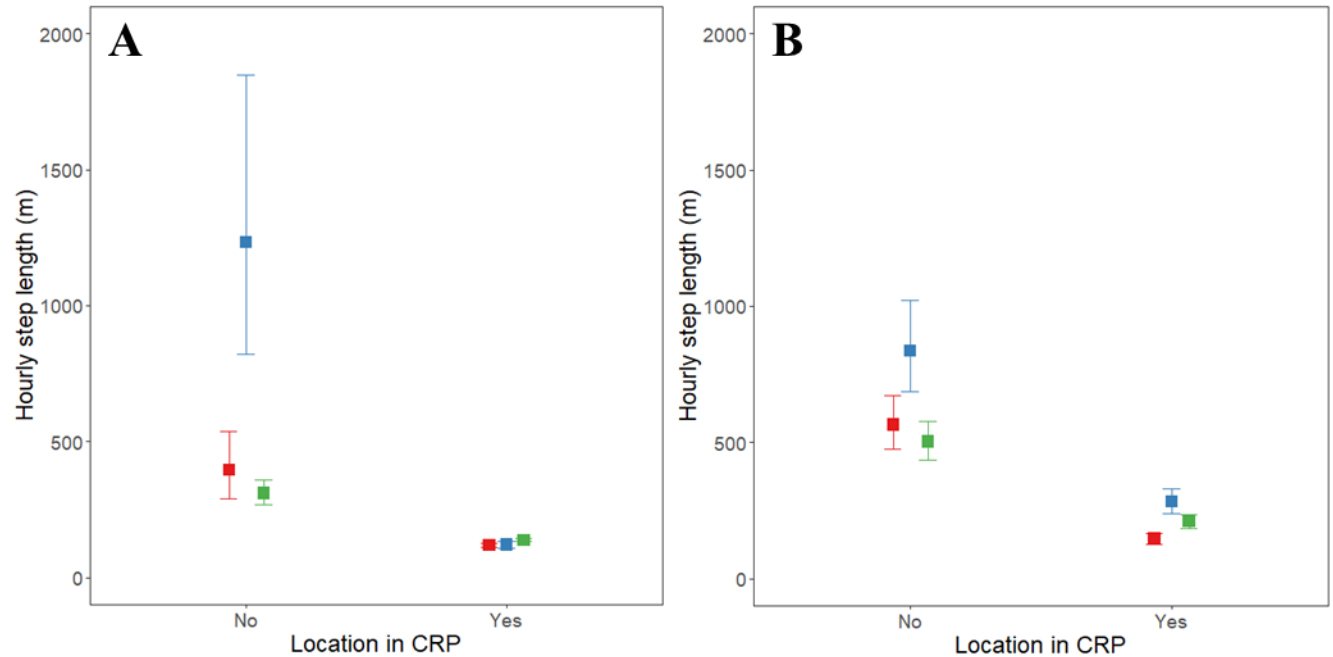 A
2000
1500
1000
500
0
Hourly step length (m)
No
Yes
Location in CRP
B
2000
1500
1000
500
0
Hourly step length (m)
No
Yes
Location in CRP